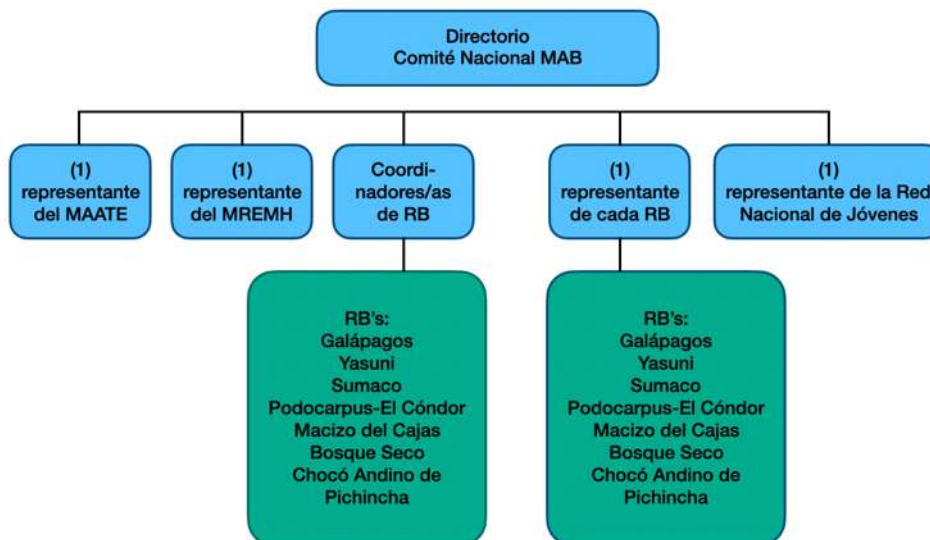 Directorio
Comité Nacional MAB
(1)
representante
del MAATE
(1)
representante
del MREMH
Coordi-
nadores/as
de RB
(1)
representante
de cada RB
(1)
representante de la Red
Nacional de Jóvenes
RB's:
Galápagos
Yasuni
Sumaco
Podocarpus-El Cóndor
Macizo del Cajas
Bosque Seco
Chocó Andino de
Pichincha
RB's:
Galápagos
Yasuni
Sumaco
Podocarpus-El Cóndor
Macizo del Cajas
Bosque Seco
Chocó Andino de
Pichincha